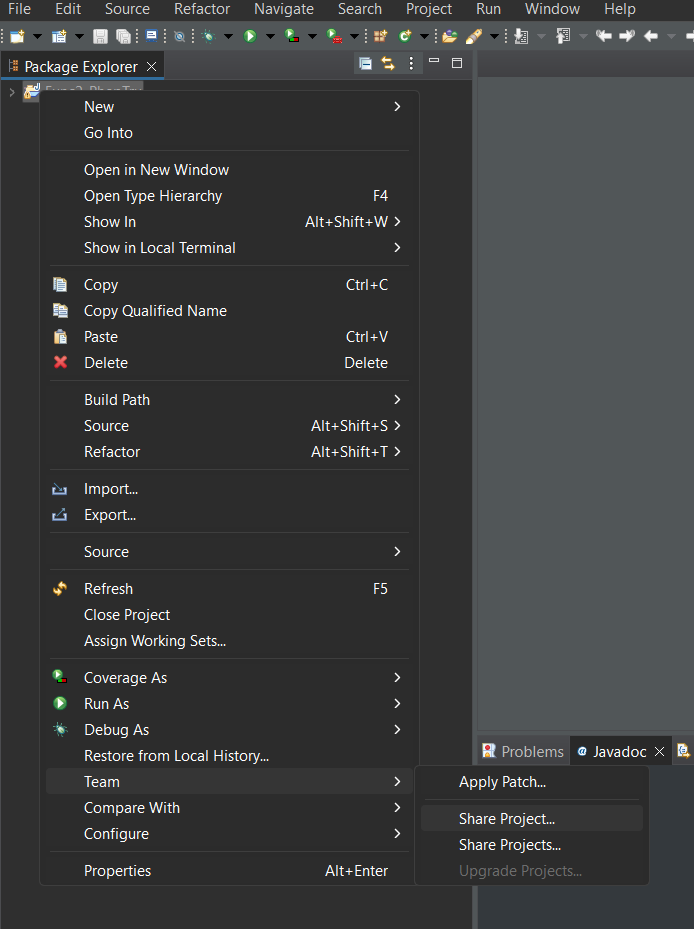 File Edit Source Refactor Navigate Search Project Run Window Help
Package Explorer
New
Go Into
Open in New Window
Open Type Hierarchy F4
Show In Alt+Shift+W
Show in Local Terminal
Copy Ctrl+C
Copy Qualified Name
Paste Ctrl+V
Delete Delete
Build Path
Source Alt+Shift+S
Refactor Alt+Shift+T
Import...
Export...
Source
Refresh F5
Close Project
Assign Working Sets...
Coverage As
Run As
Debug As
Restore from Local History...
Team
Compare With
Configure
Properties Alt+Enter
Problems Javadoc
Apply Patch...
Share Project...
Share Projects...
Upgrade Projects...